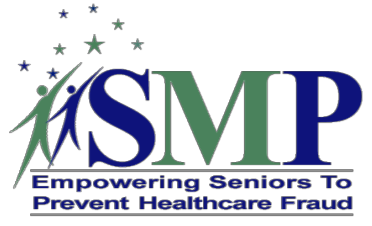 SMP
Empowering Seniors To
Prevent Healthcare Fraud